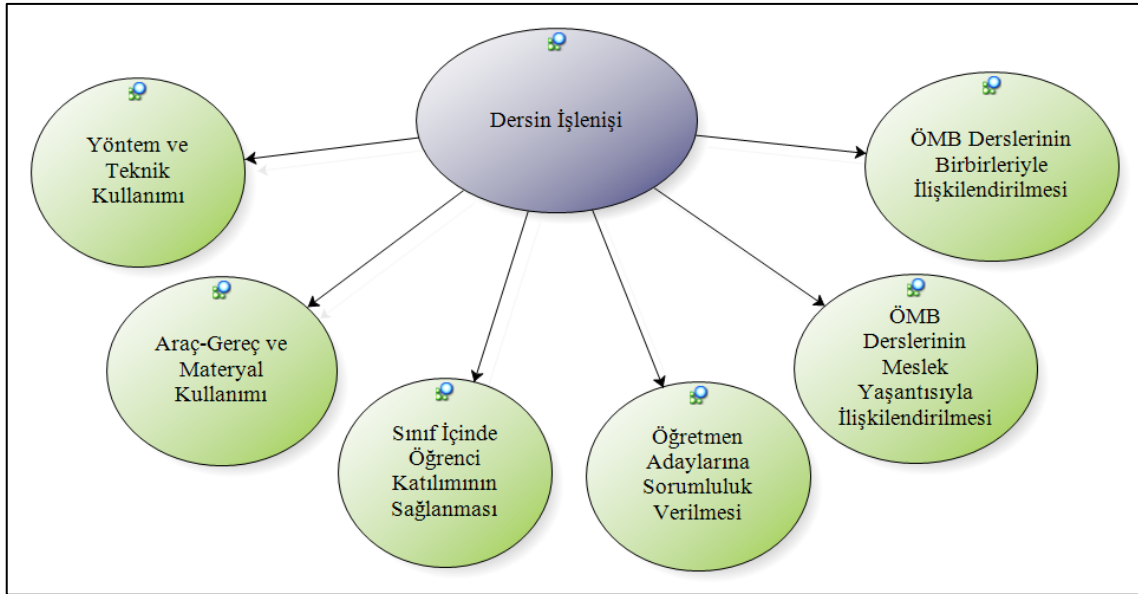 Dersin İşlenişi
Yöntem ve
Teknik
Kullanımı
Araç-Gereç ve
Materyal
Kullanımı
Sınıf İçinde
Öğrenci
Katılımının
Sağlanması
Öğretmen
Adaylarına
Sorumluluk
Verilmesi
ÖMB
Derslerinin
Meslek
Yaşantısıyla
İlişkilendirilmesi
ÖMB Derslerinin
Birbirleriyle
İlişkilendirilmesi